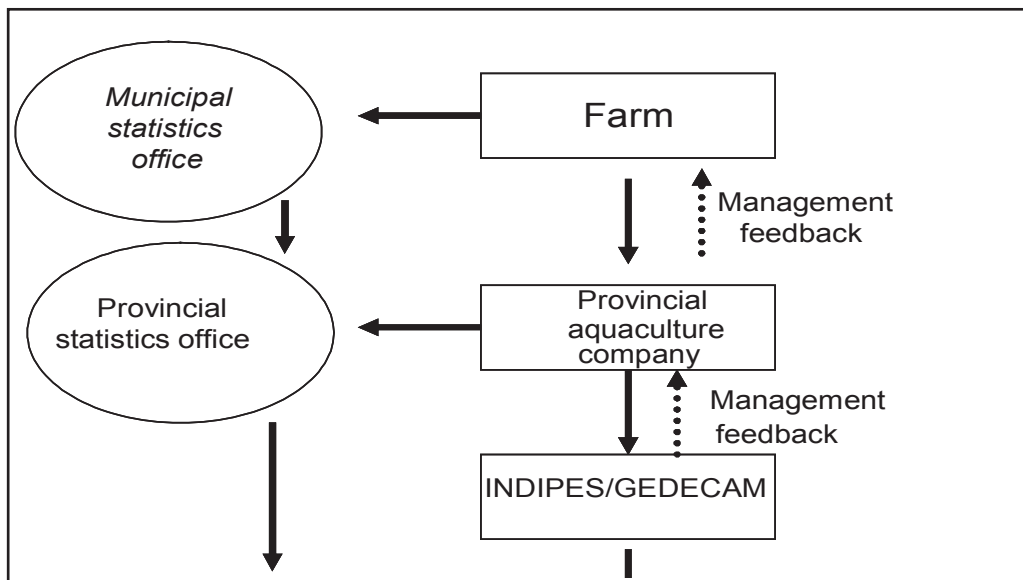 Municipal
statistics
office
Farm
Management
feedback
Provincial
statistics office
Provincial
aquaculture
company
Management
feedback
INDIPES/GEDECAM